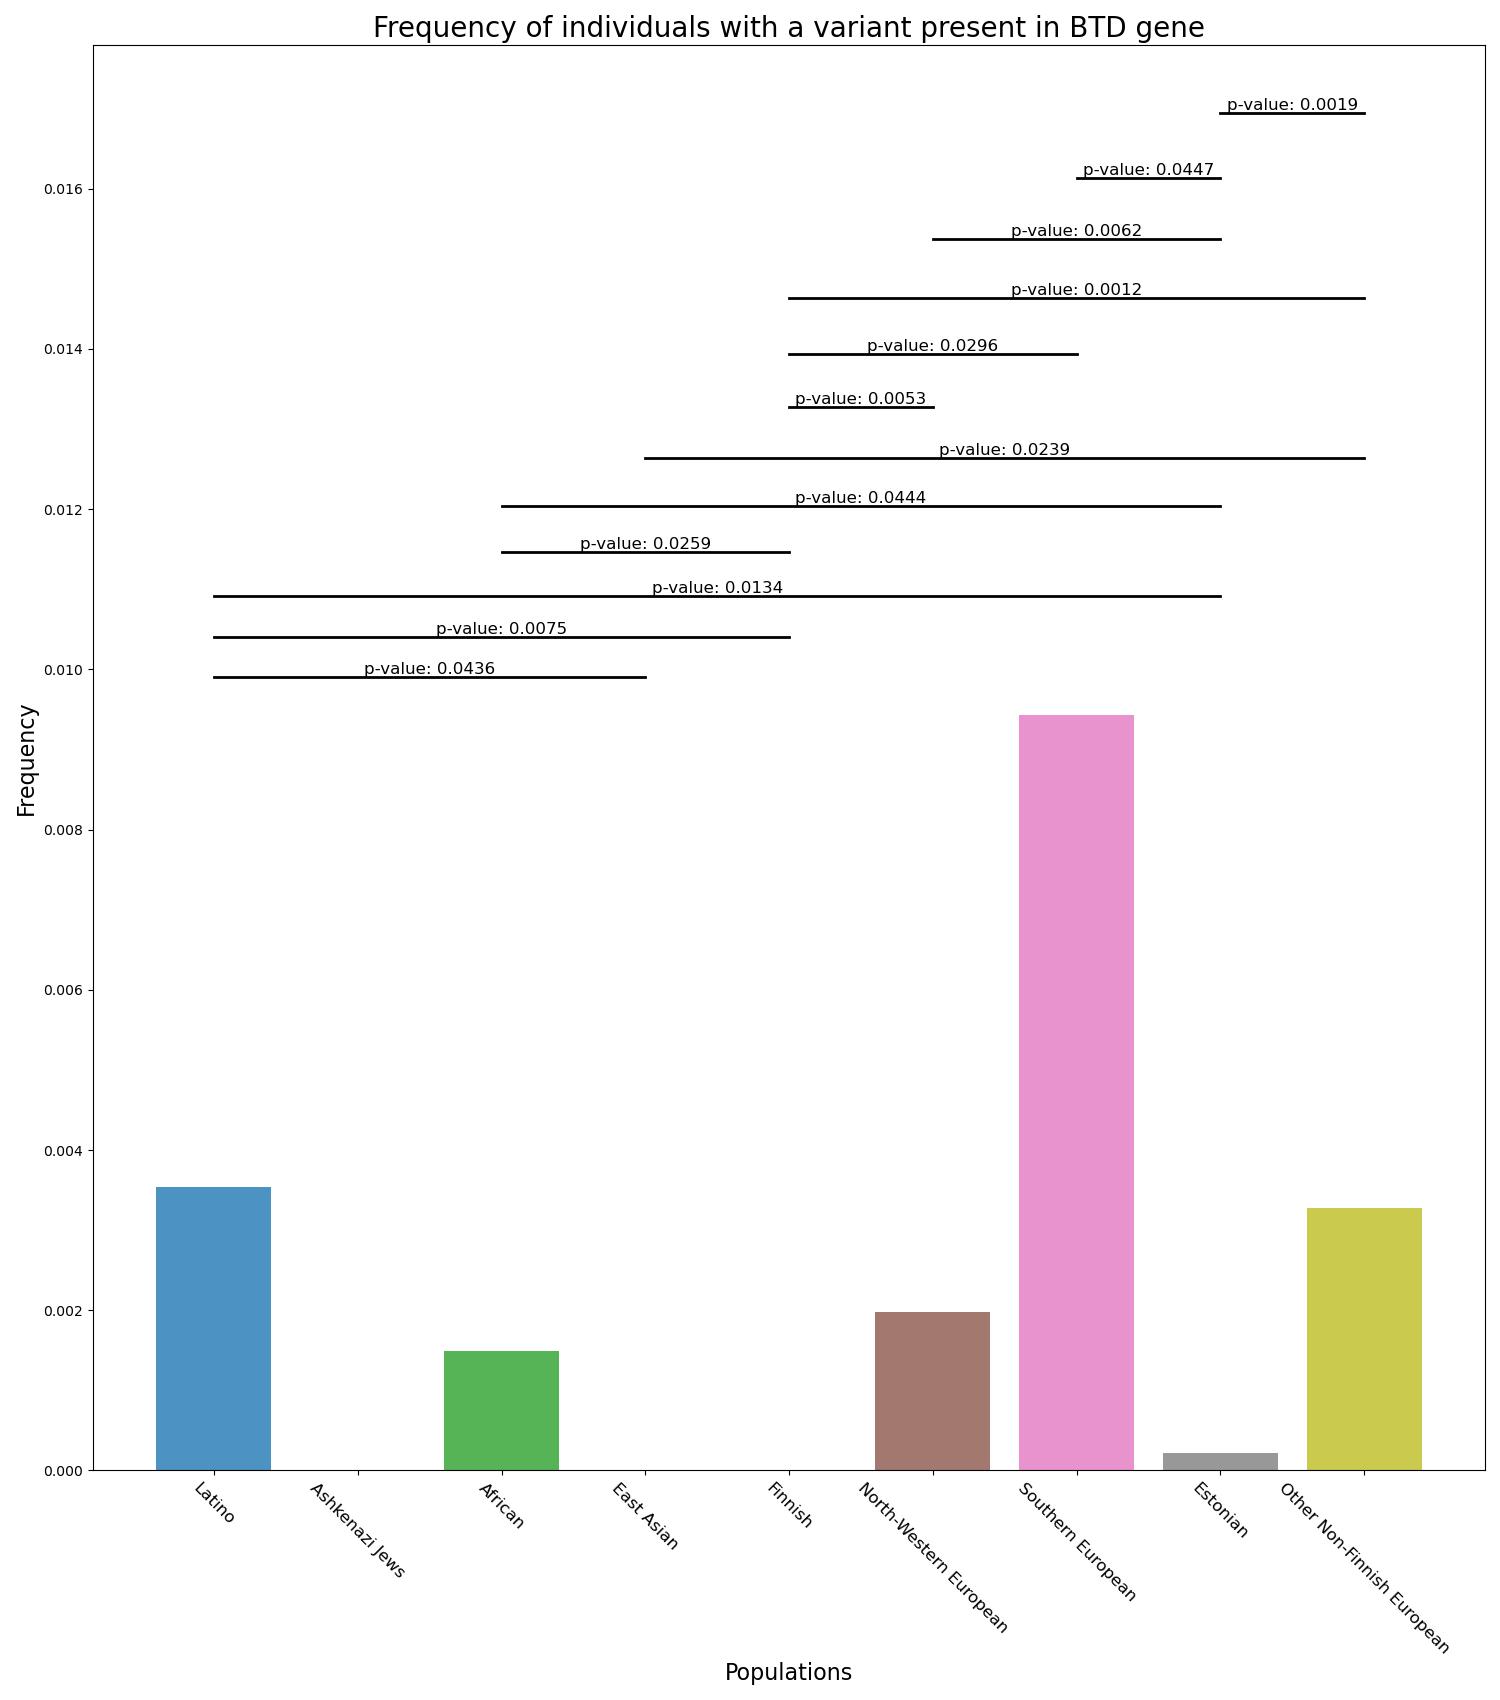 Frequency of individuals with a variant present in BTD gene
p-value: 0.0019
p-value: 0.0447
p-value: 0.0062
p-value: 0.0012
p-value: 0.0296
p-value: 0.0053
p-value: 0.0239
p-value: 0.0444
p-value: 0.0259
p-value: 0.0134
p-value: 0.0075
p-value: 0.0436
Frequency
0.016
0.014
0.012
0.010
0.008
0.006
0.004
0.002
0.000
Latino
Ashkenazi Jews
African
East Asian
Finnish
North-Western European
Southern European
Estonian
Other Non-Finnish European
Populations